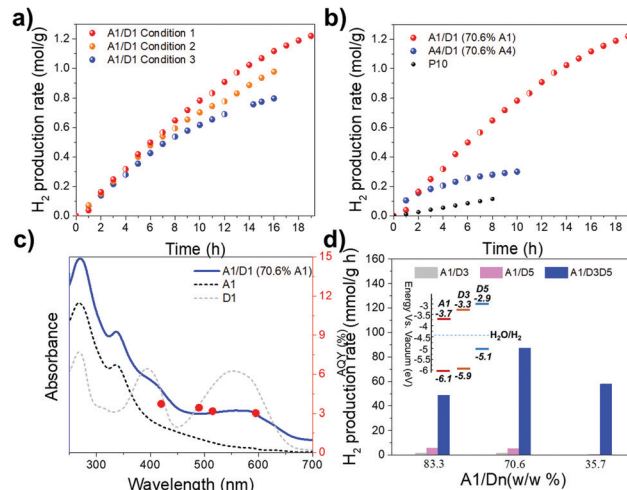 a)
A1/D1 Condition 1
A1/D1 Condition 2
A1/D1 Condition 3
H2 production rate (mol/g)
1.2
1.0
0.8
0.6
0.4
0.2
0.0
0 2 4 6 8 10 12 14 16 18
Time (h)
b)
A1/D1 (70.6% A1)
A4/D1 (70.6% A4)
P10
H2 production rate (mol/g)
1.2
1.0
0.8
0.6
0.4
0.2
0.0
0 2 4 6 8 10 12 14 16 18
Time (h)
c)
A1/D1 (70.6% A1)
A1
D1
Absorbance
15
12
9
6
3
0
AQY (%)
300 400 500 600 700
Wavelength (nm)
d)
A1/D3 A1/D5 A1/D3D5
H2 production rate (mmol/g h)
160
140
120
100
80
60
40
20
0
Energy Vs. Vacuum (eV)
-3
-3.5
-4
-4.5
-5
-5.5
-6
A1 D3 D5
-3.7 -3.3 -2.9
H2O/H2
-6.1 -5.9 -5.1
83.3 70.6 35.7
A1/Dn(w/w %)